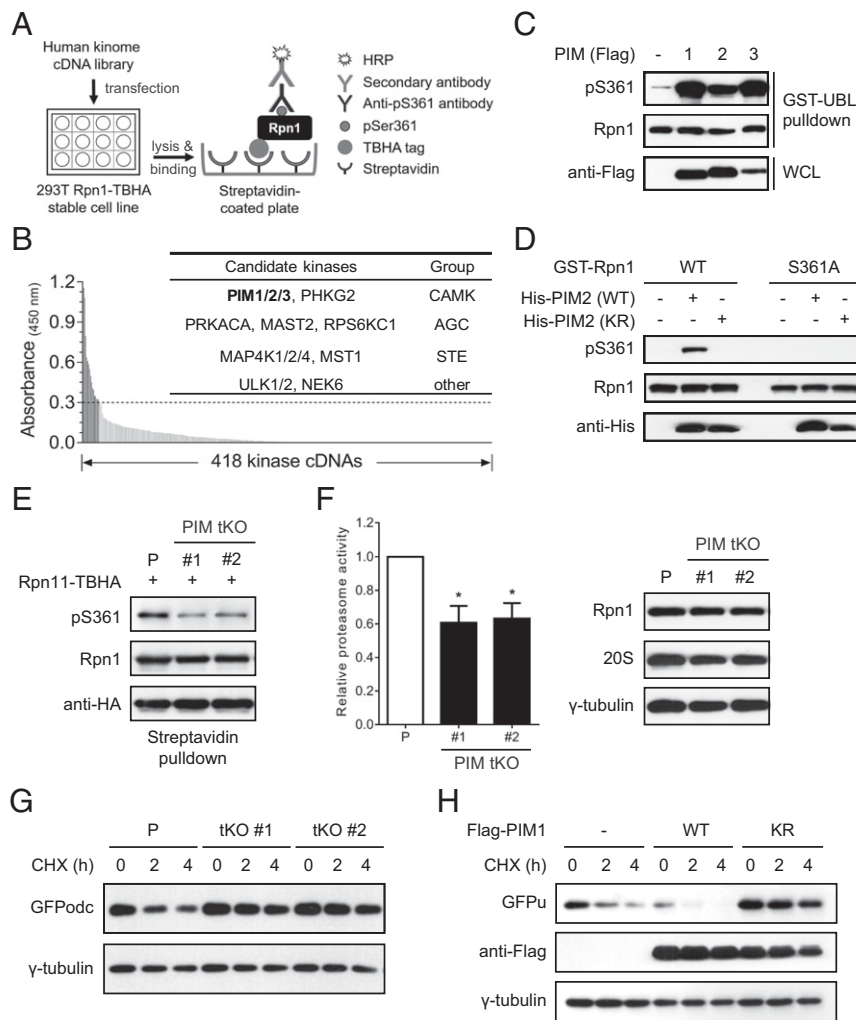 A
Human kinome
cDNA library
transfection
293T Rpn1-TBHA
stable cell line
lysis &
binding
Rpn1
Streptavidin-
coated plate
HRP
Secondary antibody
Anti-pS361 antibody
pSer361
TBHA tag
Streptavidin
B
Absorbance (450 nm)
1.2
0.9
0.6
0.3
0.0
Candidate kinases Group
PIM1/2/3, PHKG2 CAMK
PRKACA, MAST2, RPS6KC1 AGC
MAP4K1/2/4, MST1 STE
ULK1/2, NEK6 other
418 kinase cDNAs
C
PIM (Flag) - 1 2 3
pS361
Rpn1
anti-Flag
GST-UBL
pulldown
WCL
D
GST-Rpn1 WT S361A
His-PIM2 (WT) - + - - + -
His-PIM2 (KR) - - + - - +
pS361
Rpn1
anti-His
E
PIM tKO
P #1 #2
Rpn11-TBHA + + +
pS361
Rpn1
anti-HA
Streptavidin
pulldown
F
Relative proteasome activity
1.2
1.0
0.8
0.6
0.4
0.2
0.0
* *
P #1 #2
PIM tKO
PIM tKO
P #1 #2
Rpn1
20S
γ-tubulin
G
P tKO #1 tKO #2
CHX (h) 0 2 4 0 2 4 0 2 4
GFPodc
γ-tubulin
H
Flag-PIM1 - WT KR
CHX (h) 0 2 4 0 2 4 0 2 4
GFPu
anti-Flag
γ-tubulin